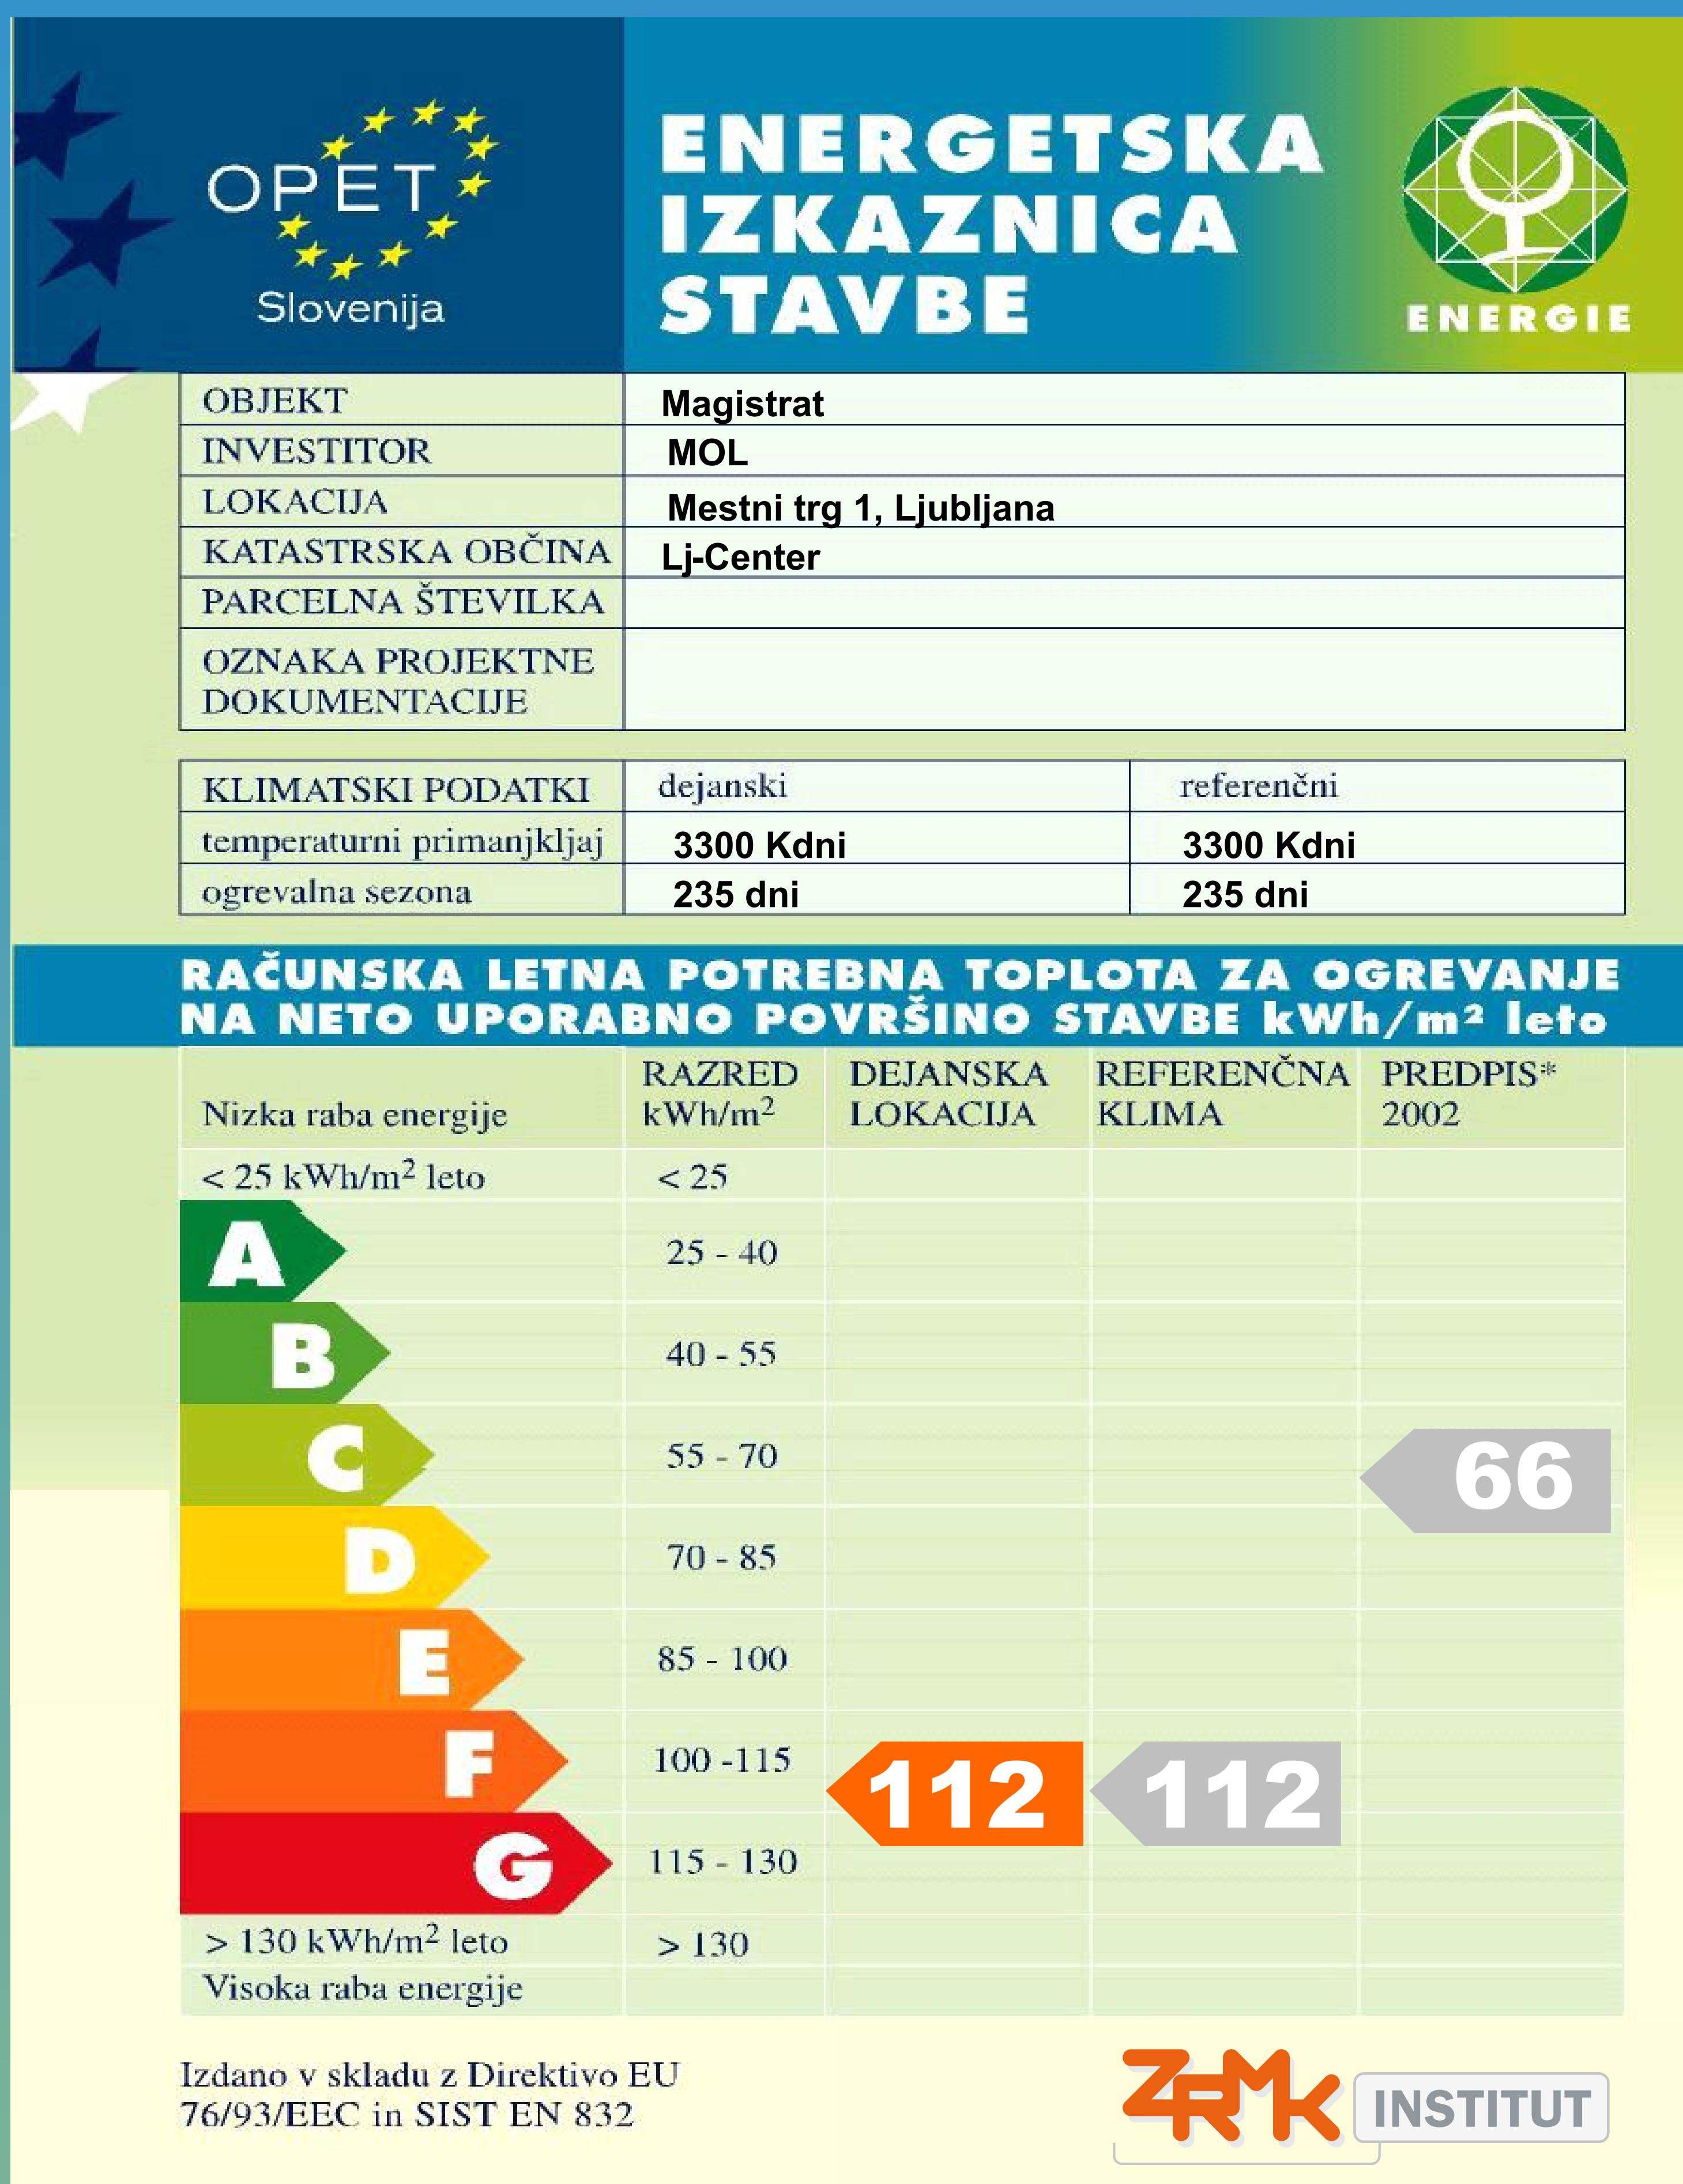 OPET
Slovenija
ENERGETSKA
IZKAZNICA
STAVBE
ENERGIE
OBJEKT Magistrat
INVESTITOR MOL
LOKACIJA Mestni trg 1, Ljubljana
KATASTRSKA OBČINA Lj-Center
PARCELNA ŠTEVILKA
OZNAKA PROJEKTNE
DOKUMENTACIJE
KLIMATSKI PODATKI dejanski referenčni
temperaturni primanjkljaj 3300 Kdni 3300 Kdni
ogrevalna sezona 235 dni 235 dni
RAČUNSKA LETNA POTREBNA TOPLOTA ZA OGREVANJE
NA NETO UPORABNO POVRŠINO STAVBE kWh/m² leto
RAZRED DEJANSKA REFERENČNA PREDPIS*
Nizka raba energije kWh/m² LOKACIJA KLIMA 2002
< 25 kWh/m² leto < 25
A 25 - 40
B 40 - 55
C 55 - 70 66
D 70 - 85
E 85 - 100
F 100 -115 112 112
G 115 - 130
> 130 kWh/m² leto > 130
Visoka raba energije
Izdano v skladu z Direktivo EU
76/93/EEC in SIST EN 832
ZRMK INSTITUT